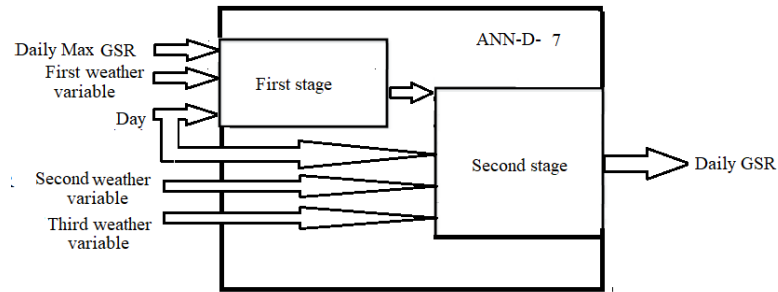 ANN-D- 7
Daily Max GSR
First weather
variable
Day
First stage
Second stage
Second weather
variable
Third weather
variable
Daily GSR